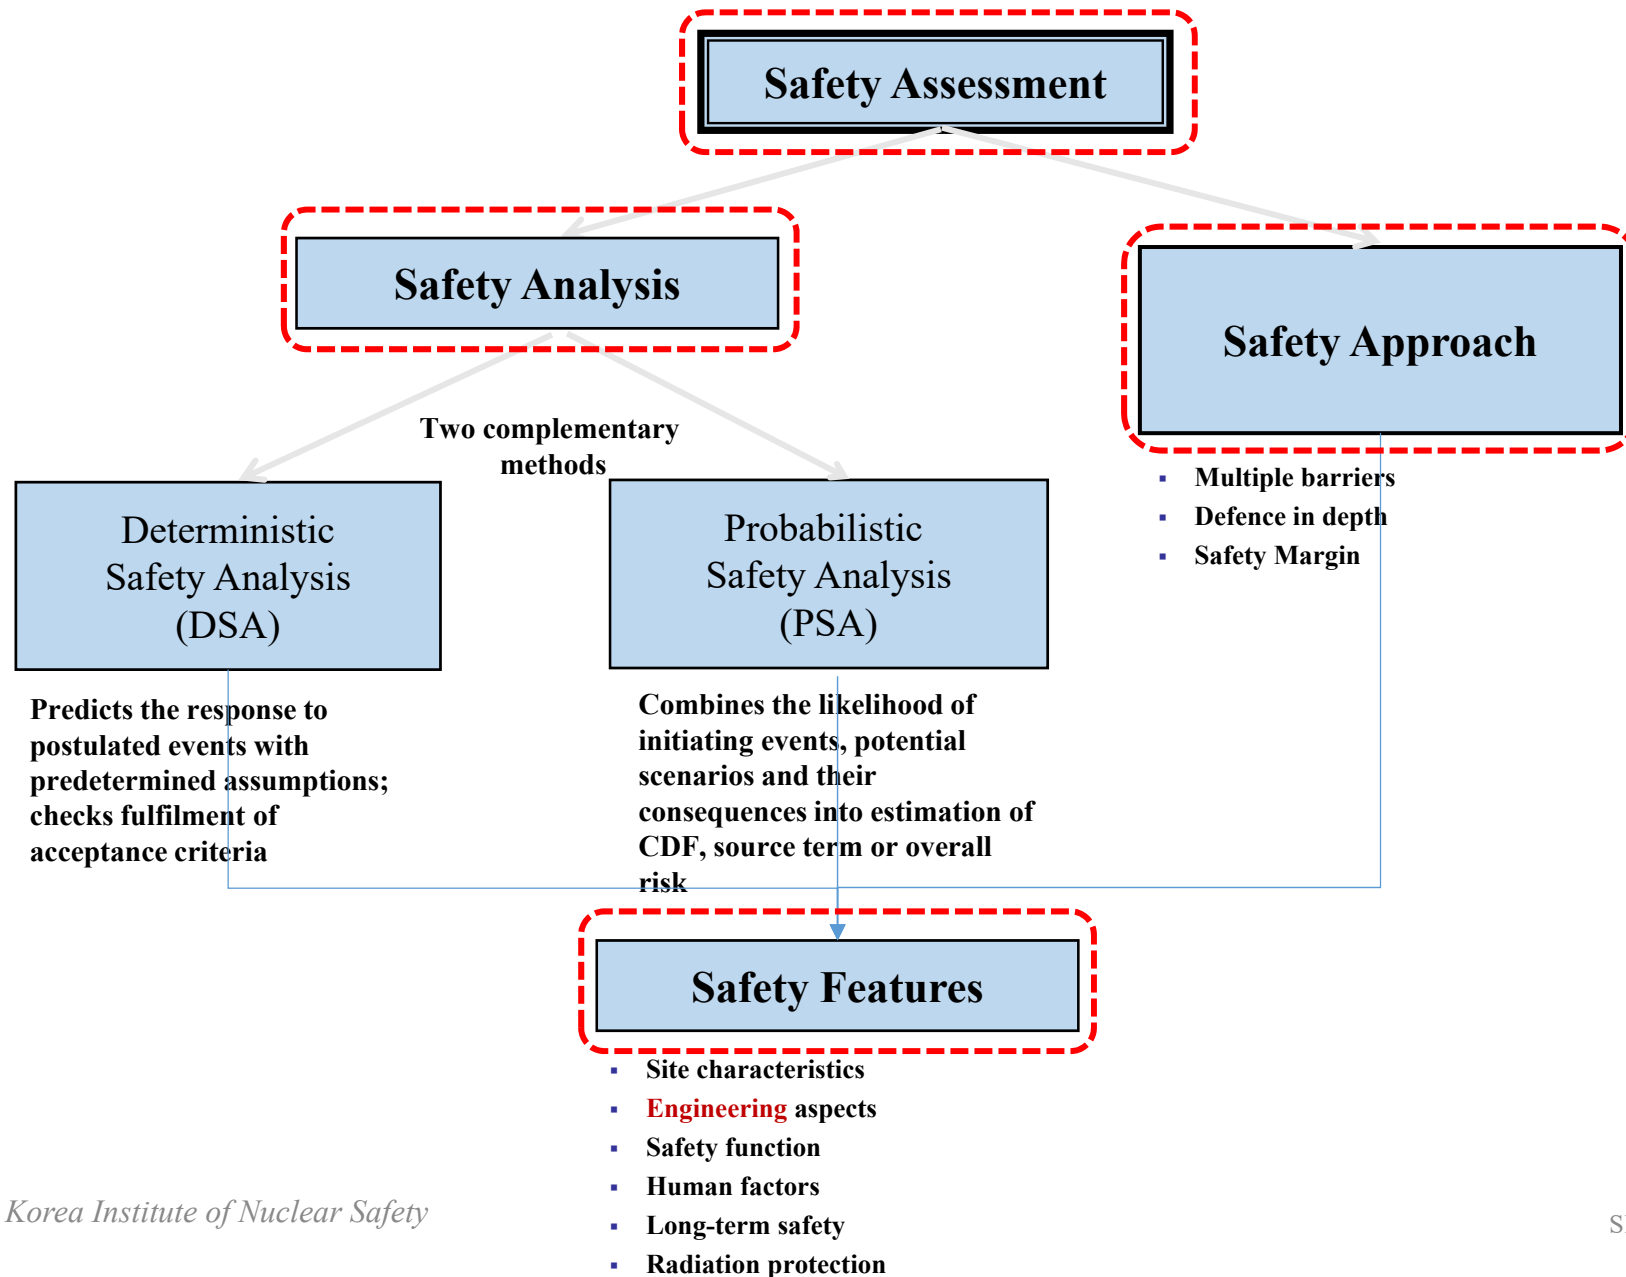 Safety Assessment
Safety Analysis
Safety Approach
Two complementary
methods
Deterministic
Safety Analysis
(DSA)
Probabilistic
Safety Analysis
(PSA)
Multiple barriers
Defence in depth
Safety Margin
Predicts the response to
postulated events with
predetermined assumptions;
checks fulfilment of
acceptance criteria
Combines the likelihood of
initiating events, potential
scenarios and their
consequences into estimation of
CDF, source term or overall
risk
Safety Features
Site characteristics
Engineering aspects
Safety function
Human factors
Long-term safety
Radiation protection
Korea Institute of Nuclear Safety